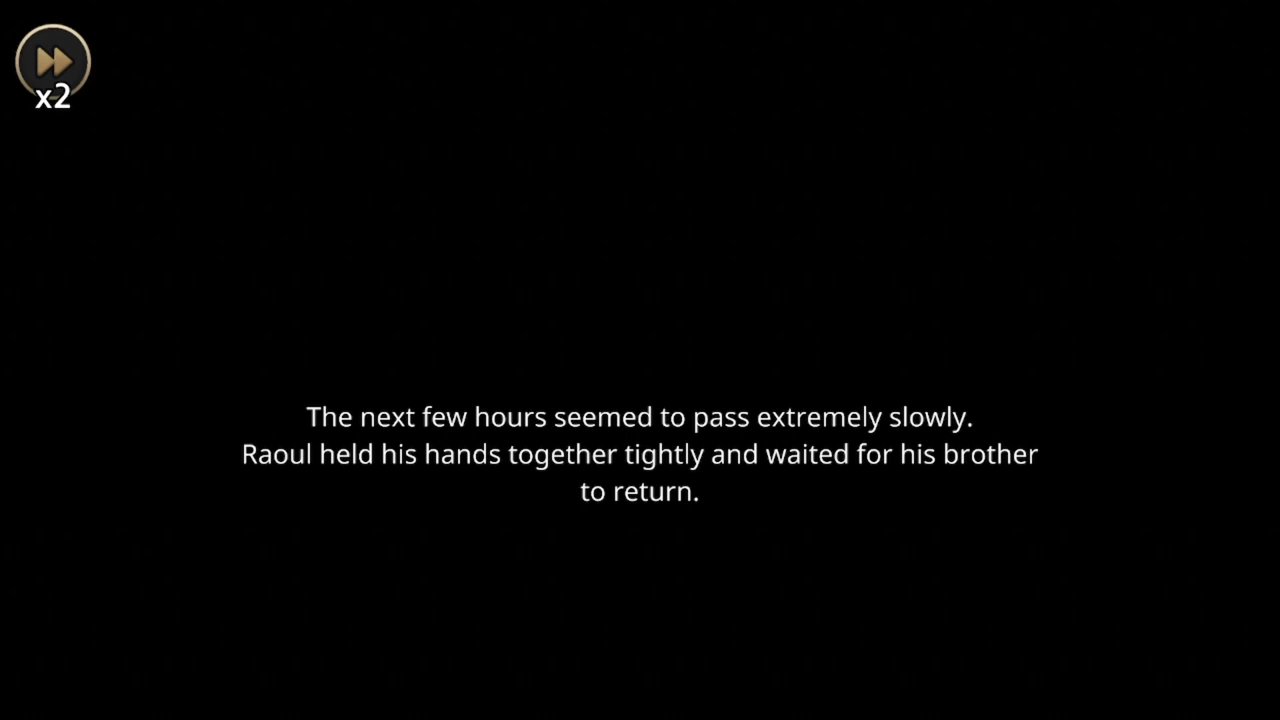 x2
The next few hours seemed to pass extremely slowly.
Raoul held his hands together tightly and waited for his brother
to return.